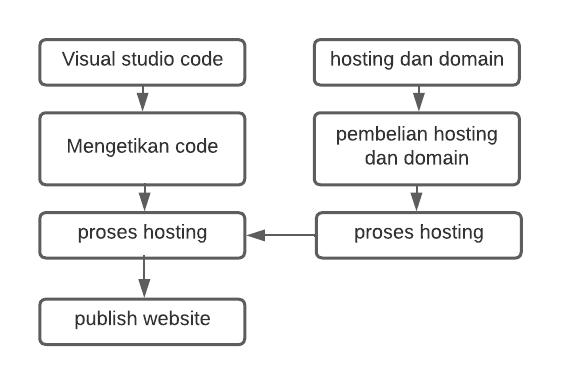 Visual studio code
hosting dan domain
Mengetikan code
pembelian hosting
dan domain
proses hosting
proses hosting
publish website